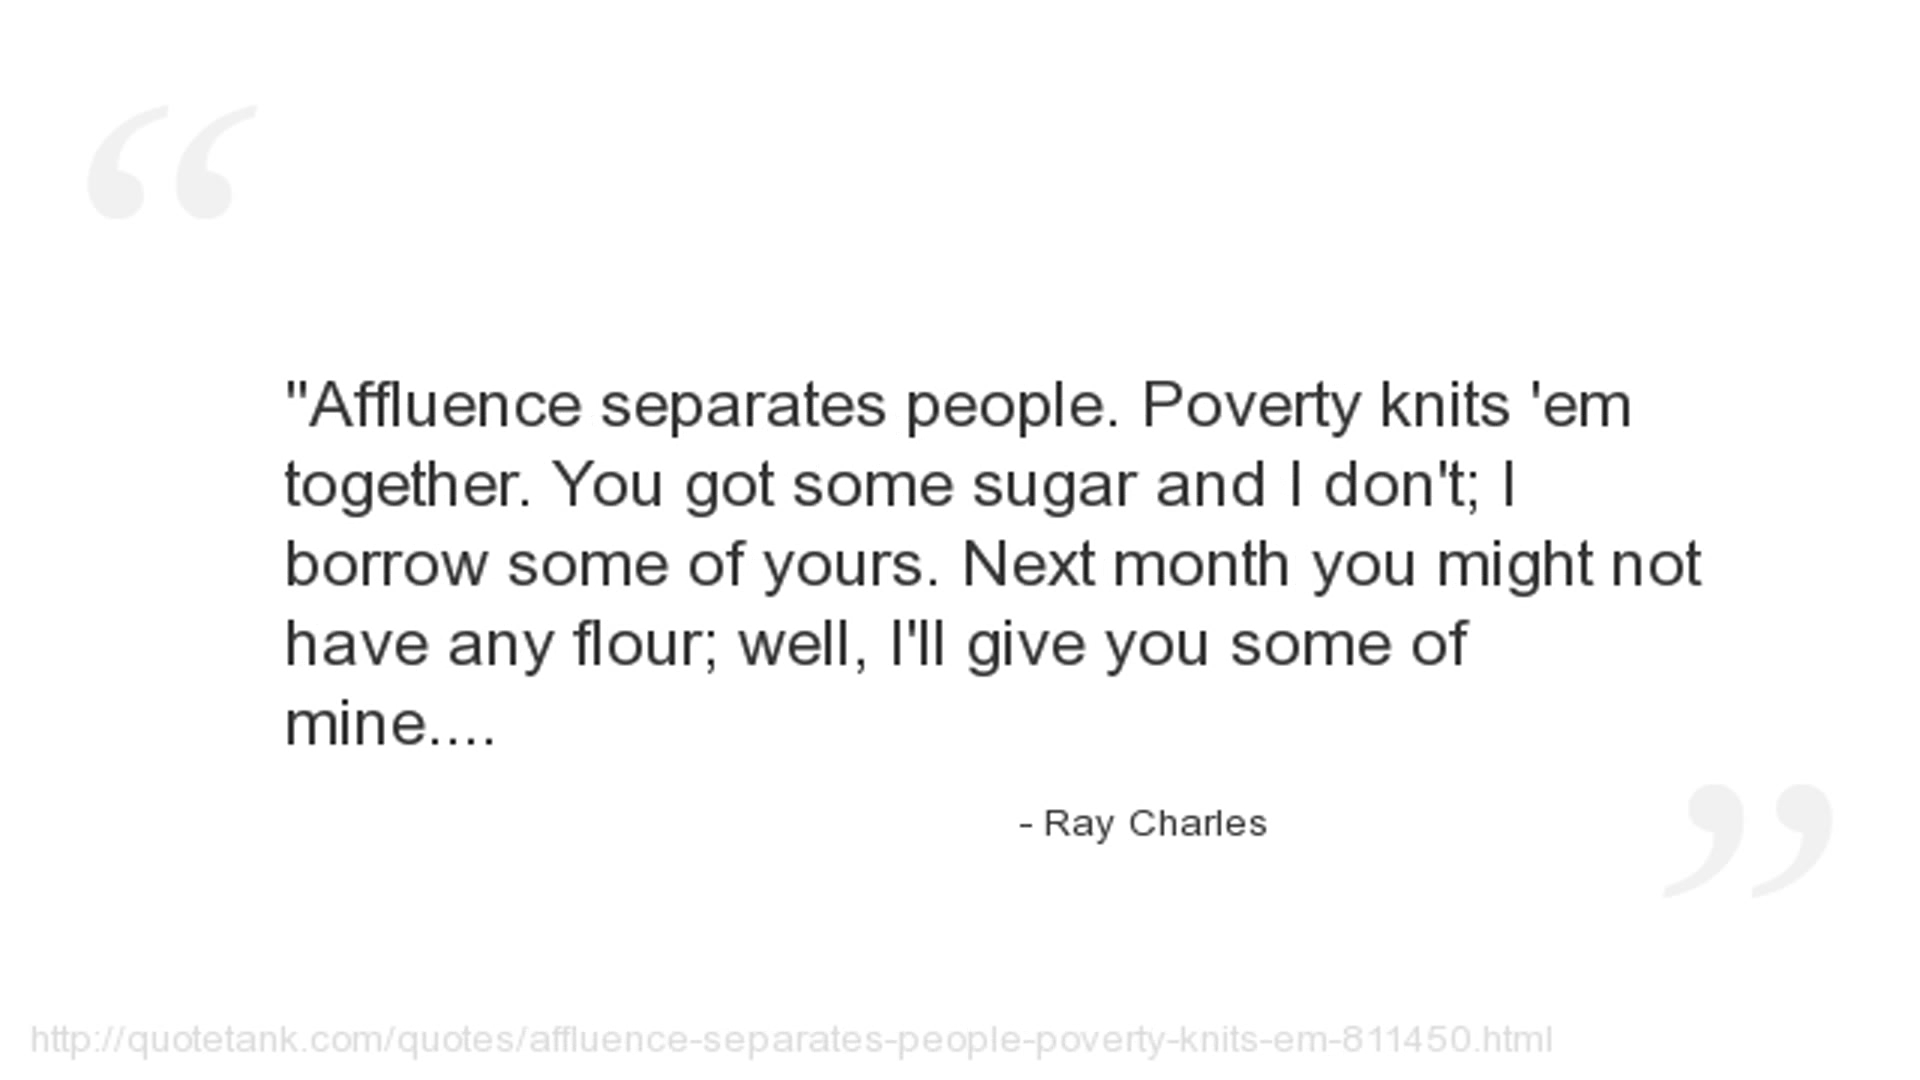 "Affluence separates people. Poverty knits 'em
together. You got some sugar and I don't; I
borrow some of yours. Next month you might not
have any flour; well, I'll give you some of
mine....
- Ray Charles
http://quotetank.com/quotes/affluence-separates-people-poverty-knits-em-811450.html